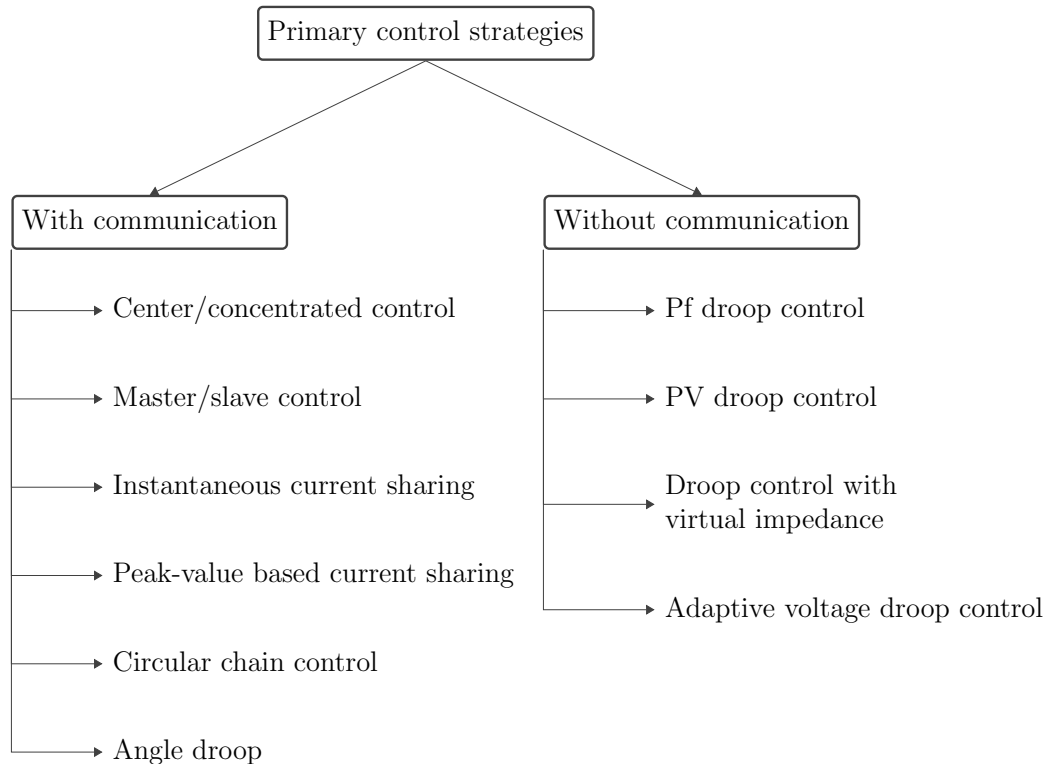 Primary control strategies
With communication
Center/concentrated control
Master/slave control
Instantaneous current sharing
Peak-value based current sharing
Circular chain control
Angle droop
Without communication
Pf droop control
PV droop control
Droop control with
virtual impedance
Adaptive voltage droop control